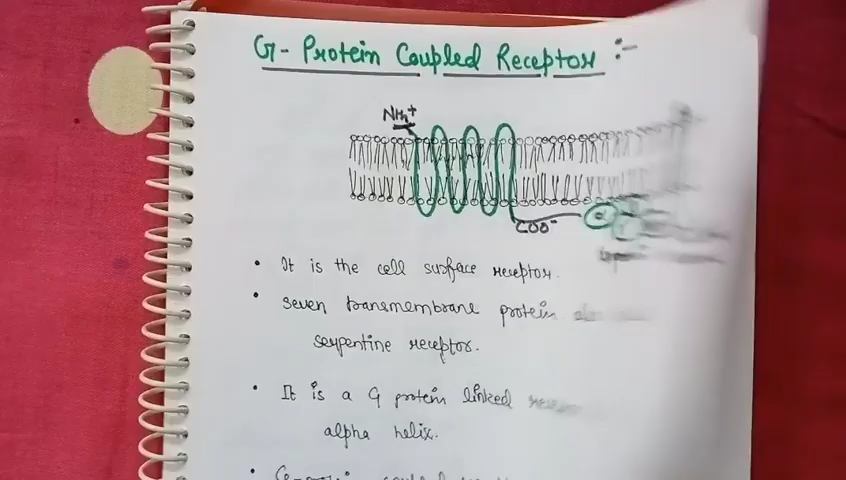 G-Protein Coupled Receptor :-
NH₃⁺
COO⁻
α
• It is the cell surface receptor.
• seven transmembrane protein
serpentine receptor.
• It is a G protein linked
alpha helix.